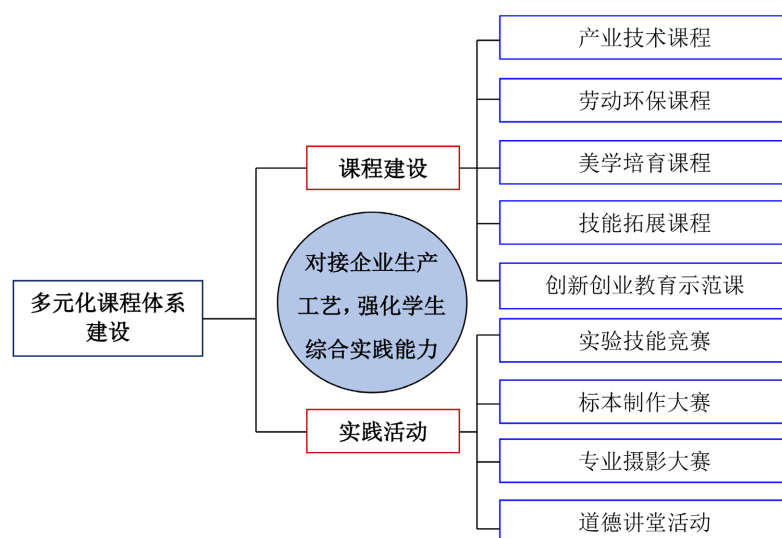 多元化课程体系
建设
课程建设
对接企业生产
工艺，强化学生
综合实践能力
实践活动
产业技术课程
劳动环保课程
美学培育课程
技能拓展课程
创新创业教育示范课
实验技能竞赛
标本制作大赛
专业摄影大赛
道德讲堂活动